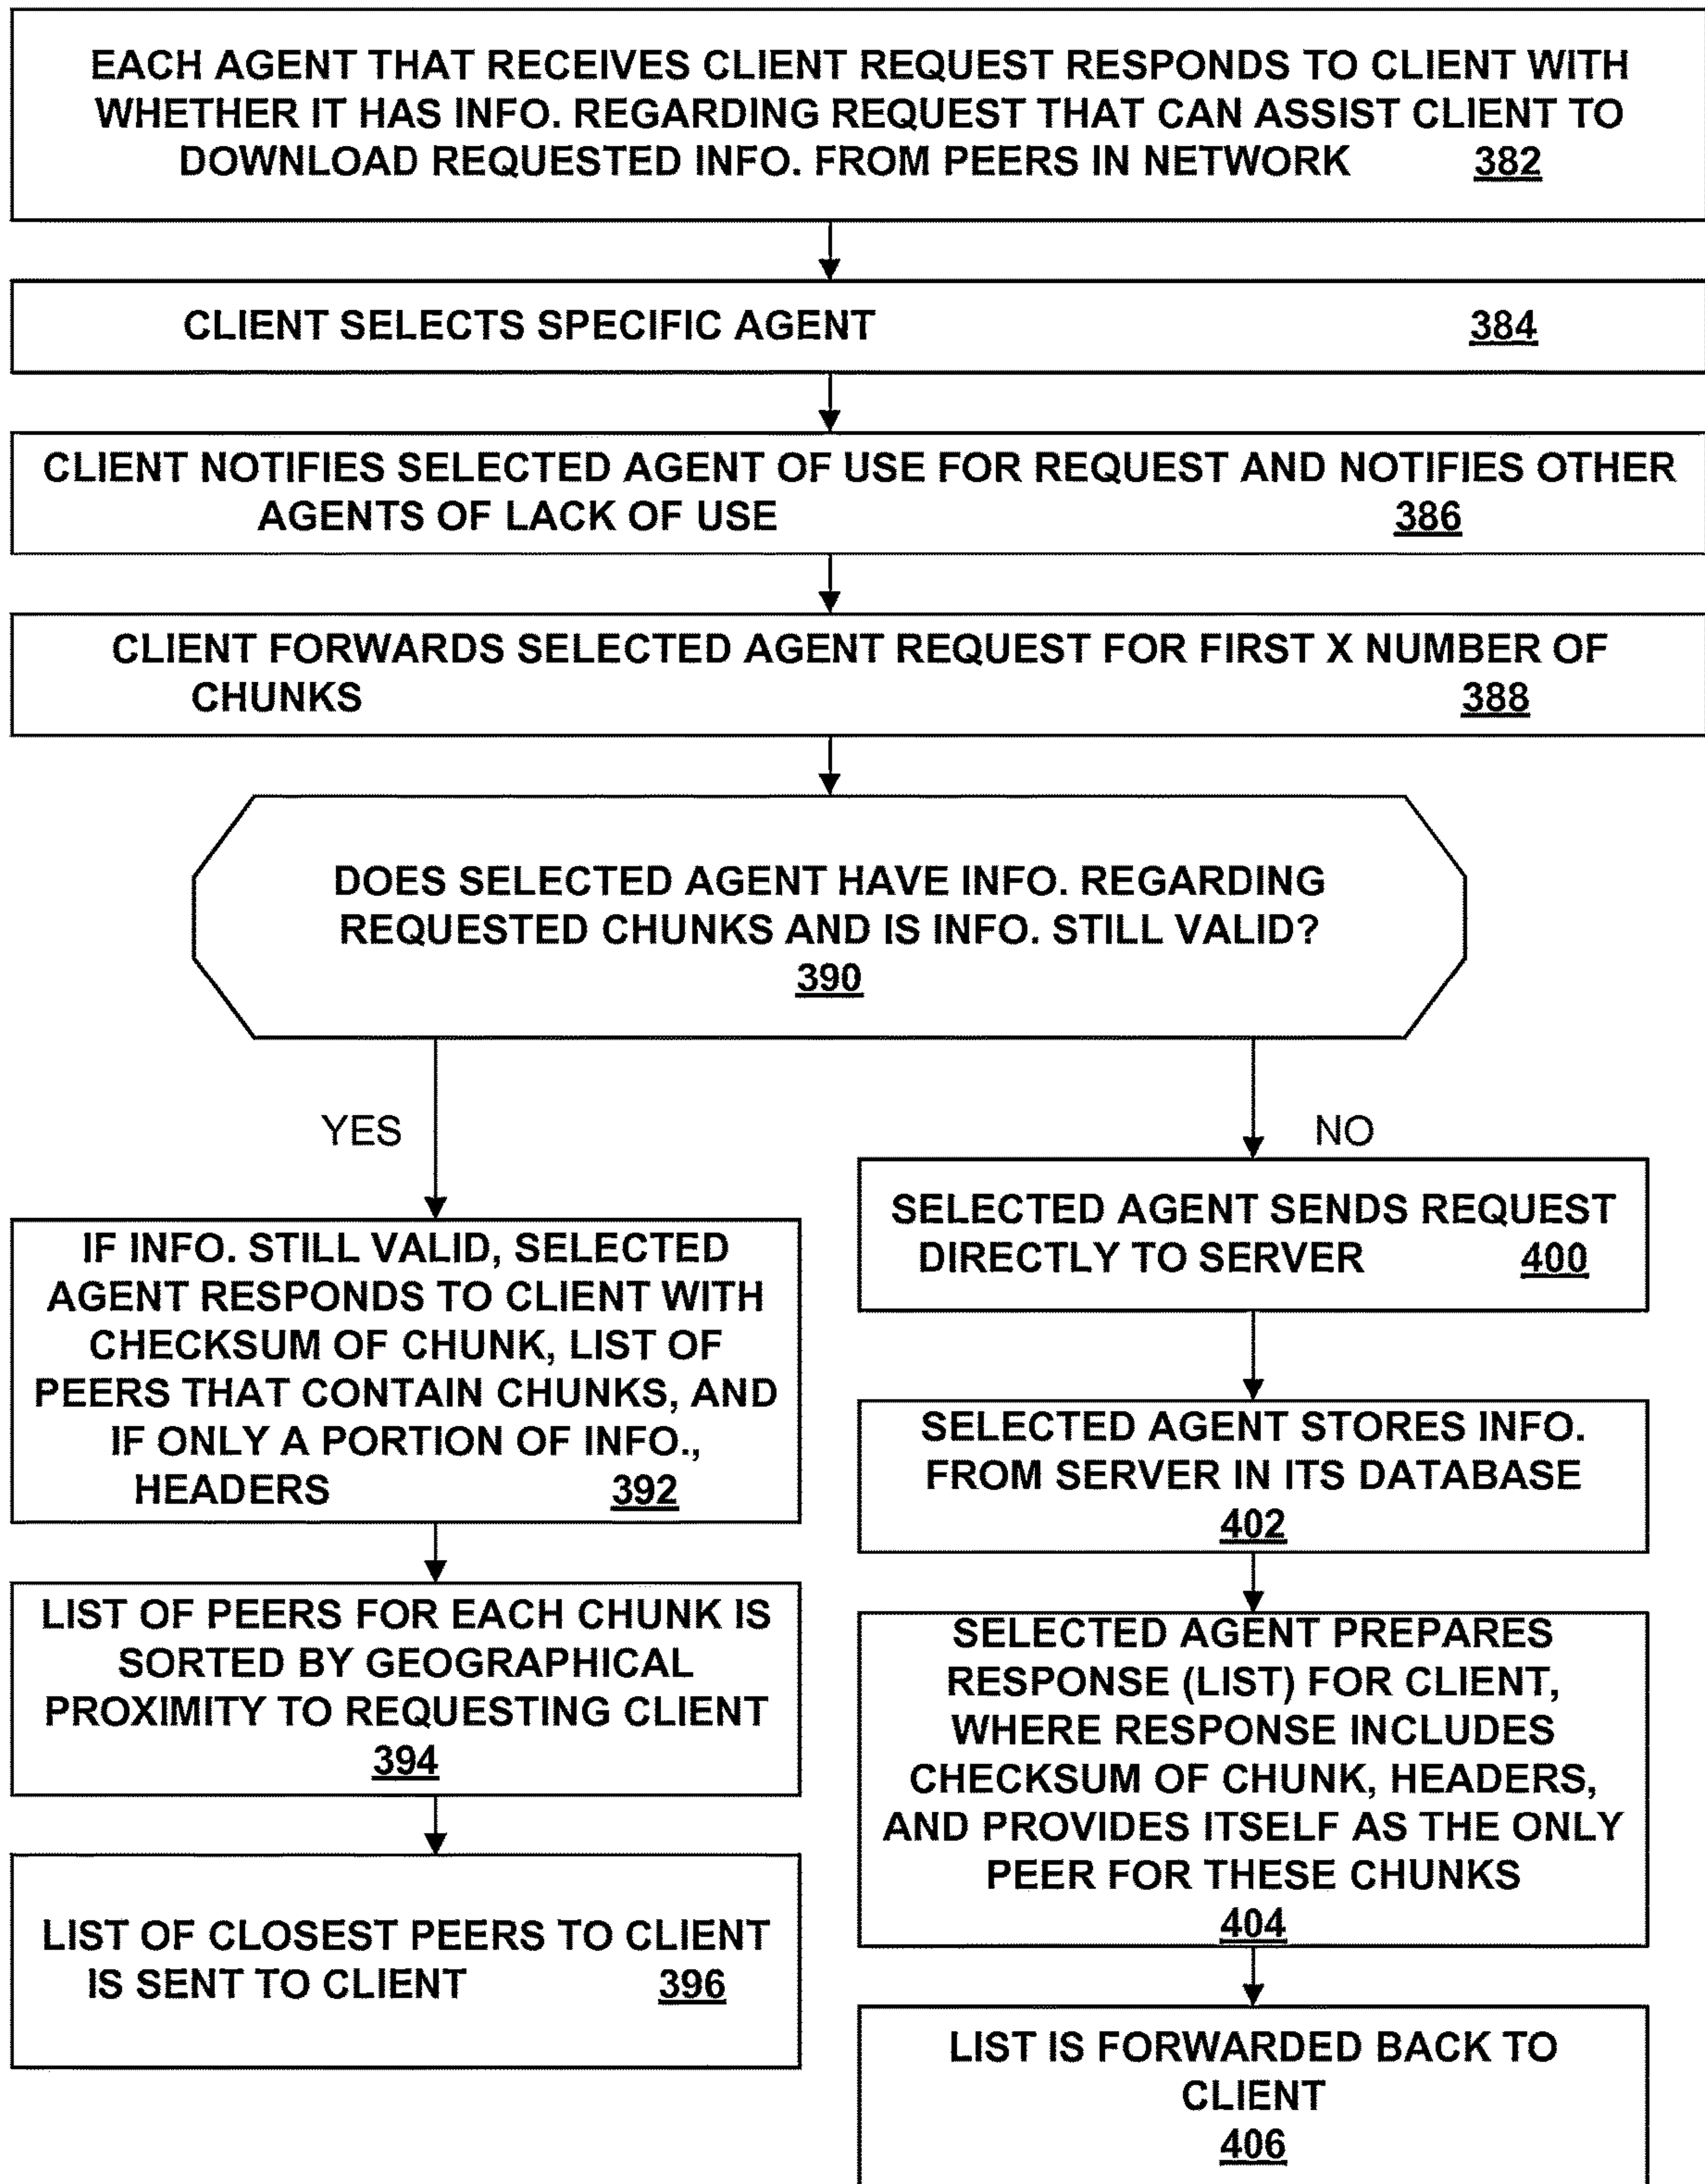 EACH AGENT THAT RECEIVES CLIENT REQUEST RESPONDS TO CLIENT WITH
WHETHER IT HAS INFO. REGARDING REQUEST THAT CAN ASSIST CLIENT TO
DOWNLOAD REQUESTED INFO. FROM PEERS IN NETWORK 382
CLIENT SELECTS SPECIFIC AGENT 384
CLIENT NOTIFIES SELECTED AGENT OF USE FOR REQUEST AND NOTIFIES OTHER
AGENTS OF LACK OF USE 386
CLIENT FORWARDS SELECTED AGENT REQUEST FOR FIRST X NUMBER OF
CHUNKS 388
DOES SELECTED AGENT HAVE INFO. REGARDING
REQUESTED CHUNKS AND IS INFO. STILL VALID?
390
YES
IF INFO. STILL VALID, SELECTED
AGENT RESPONDS TO CLIENT WITH
CHECKSUM OF CHUNK, LIST OF
PEERS THAT CONTAIN CHUNKS, AND
IF ONLY A PORTION OF INFO.,
HEADERS 392
LIST OF PEERS FOR EACH CHUNK IS
SORTED BY GEOGRAPHICAL
PROXIMITY TO REQUESTING CLIENT
394
LIST OF CLOSEST PEERS TO CLIENT
IS SENT TO CLIENT 396
NO
SELECTED AGENT SENDS REQUEST
DIRECTLY TO SERVER 400
SELECTED AGENT STORES INFO.
FROM SERVER IN ITS DATABASE
402
SELECTED AGENT PREPARES
RESPONSE (LIST) FOR CLIENT,
WHERE RESPONSE INCLUDES
CHECKSUM OF CHUNK, HEADERS,
AND PROVIDES ITSELF AS THE ONLY
PEER FOR THESE CHUNKS
404
LIST IS FORWARDED BACK TO
CLIENT
406